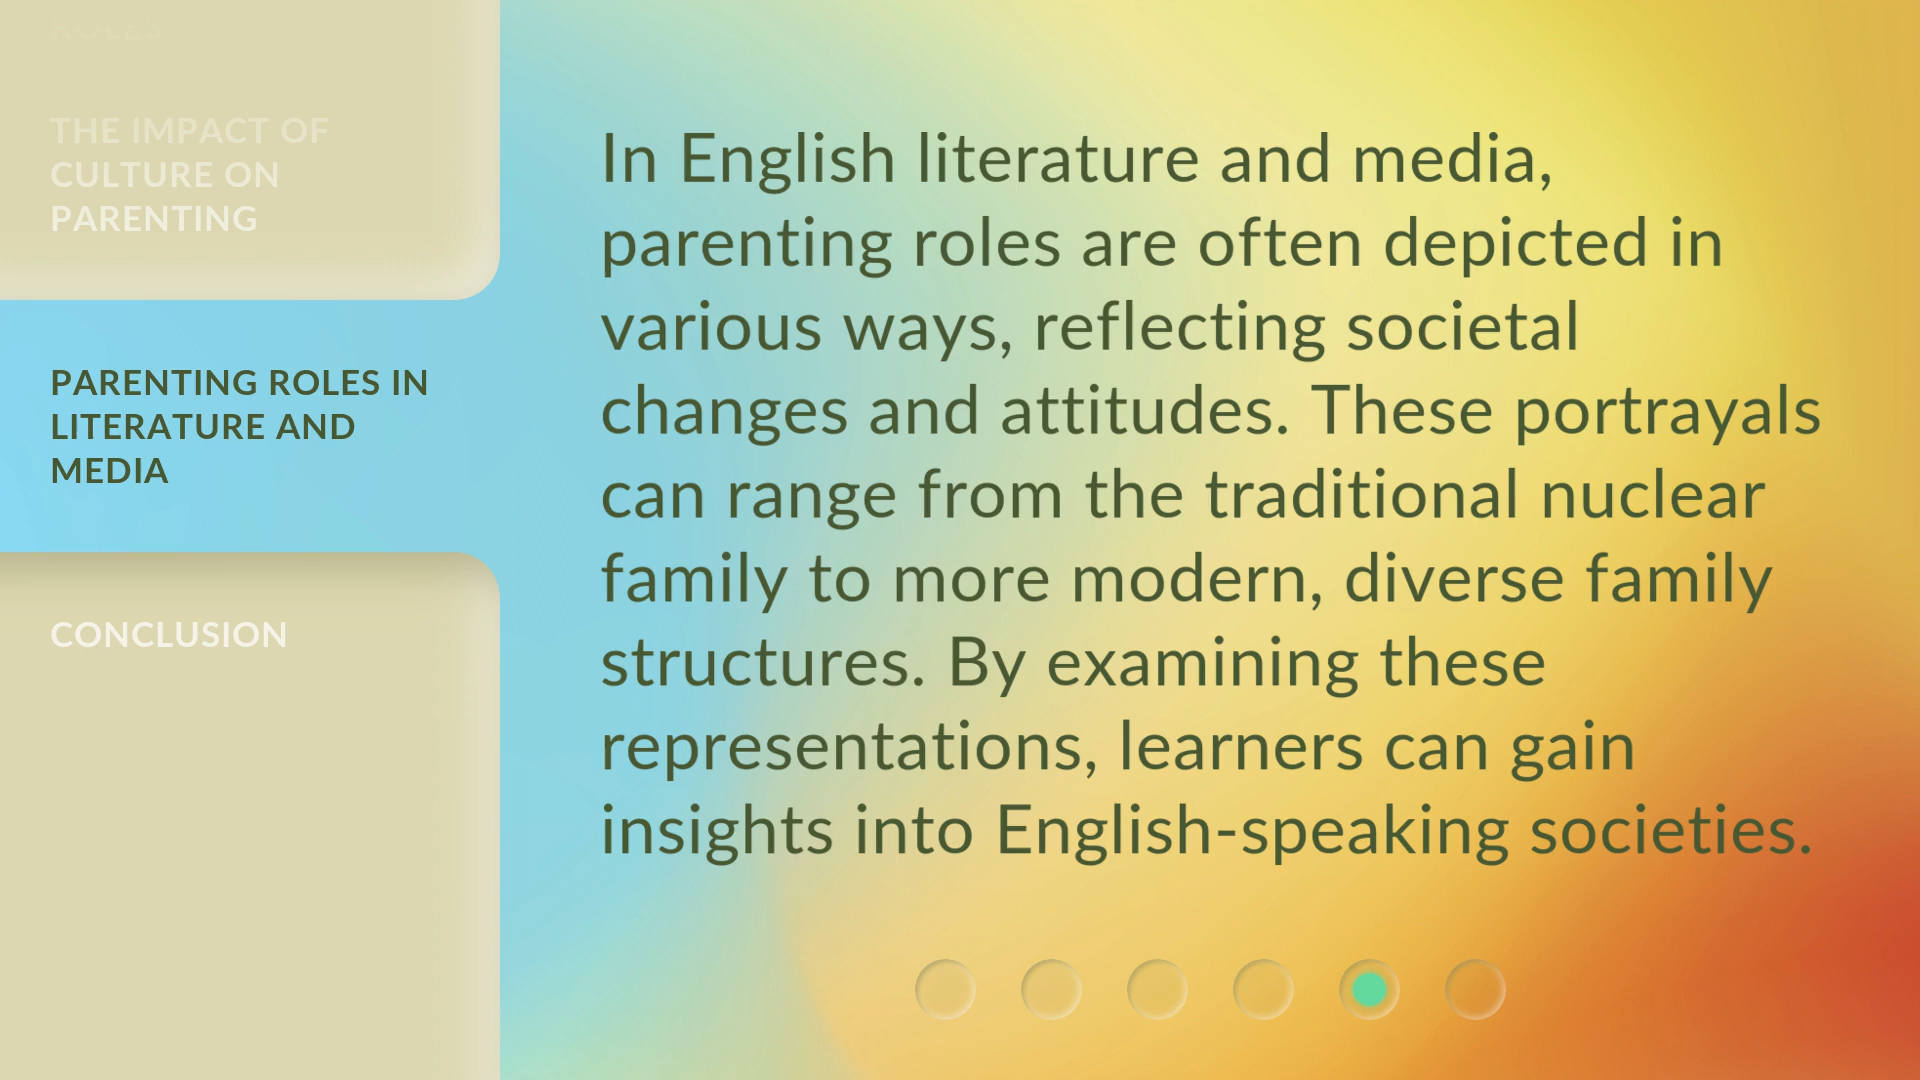 ROLES
THE IMPACT OF
CULTURE ON
PARENTING
PARENTING ROLES IN
LITERATURE AND
MEDIA
CONCLUSION
In English literature and media,
parenting roles are often depicted in
various ways, reflecting societal
changes and attitudes. These portrayals
can range from the traditional nuclear
family to more modern, diverse family
structures. By examining these
representations, learners can gain
insights into English-speaking societies.